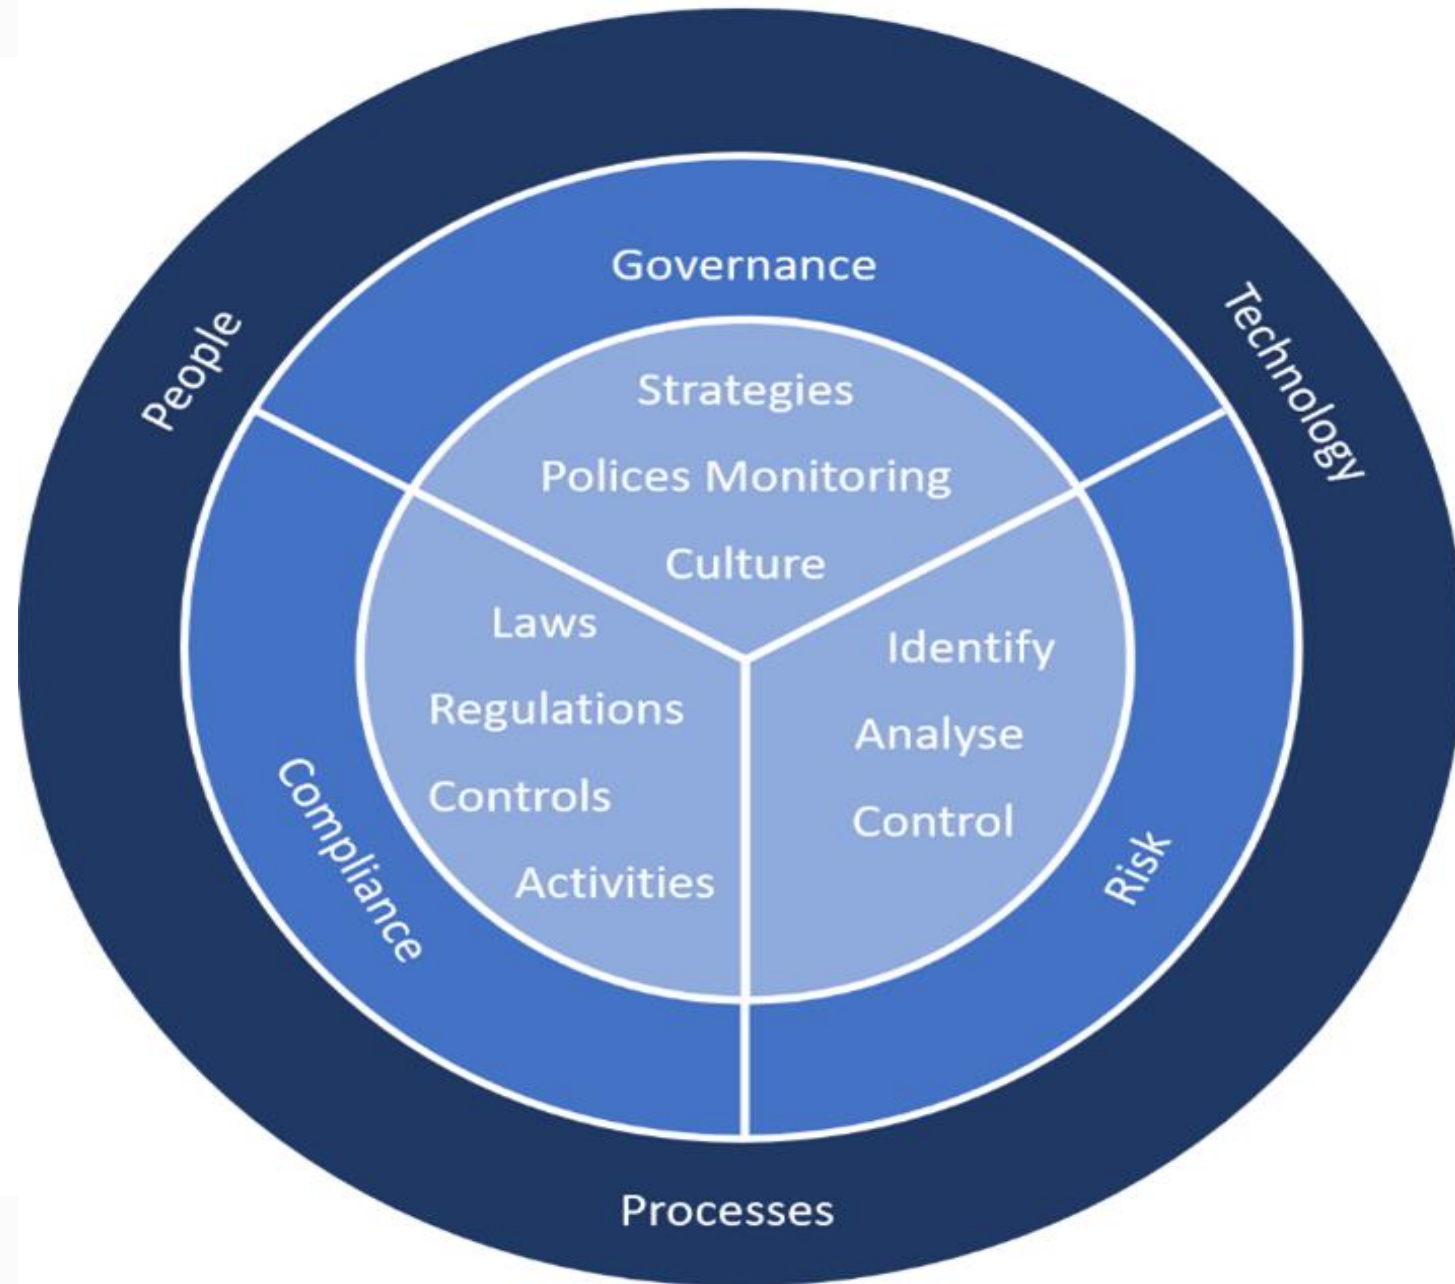 Governance
People
Technology
Strategies
Polices Monitoring
Culture
Laws
Regulations
Controls
Activities
Identify
Analyse
Control
Compliance
Risk
Processes